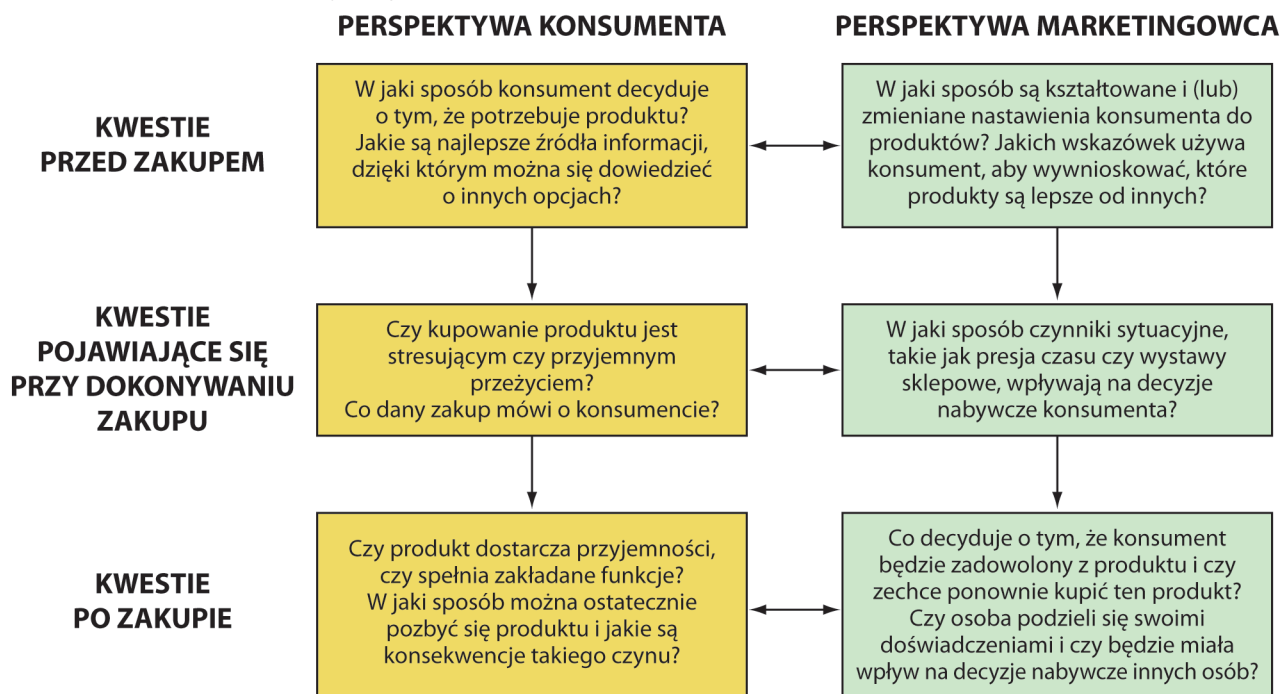 PERSPEKTYWA KONSUMENTA
PERSPEKTYWA MARKETINGOWCA
KWESTIE
PRZED ZAKUPEM
W jaki sposób konsument decyduje
o tym, że potrzebuje produktu?
Jakie są najlepsze źródła informacji,
dzięki którym można się dowiedzieć
o innych opcjach?
W jaki sposób są kształtowane i (lub)
zmieniane nastawienia konsumenta do
produktów? Jakich wskazówek używa
konsument, aby wywnioskować, które
produkty są lepsze od innych?
KWESTIE
POJAWIAJĄCE SIĘ
PRZY DOKONYWANIU
ZAKUPU
Czy kupowanie produktu jest
stresującym czy przyjemnym
przeżyciem?
Co dany zakup mówi o konsumencie?
W jaki sposób czynniki sytuacyjne,
takie jak presja czasu czy wystawy
sklepowe, wpływają na decyzje
nabywcze konsumenta?
KWESTIE
PO ZAKUPIE
Czy produkt dostarcza przyjemności,
czy spełnia zakładane funkcje?
W jaki sposób można ostatecznie
pozbyć się produktu i jakie są
konsekwencje takiego czynu?
Co decyduje o tym, że konsument
będzie zadowolony z produktu i czy
zechce ponownie kupić ten produkt?
Czy osoba podzieli się swoimi
doświadczeniami i czy będzie miała
wpływ na decyzje nabywcze innych osób?